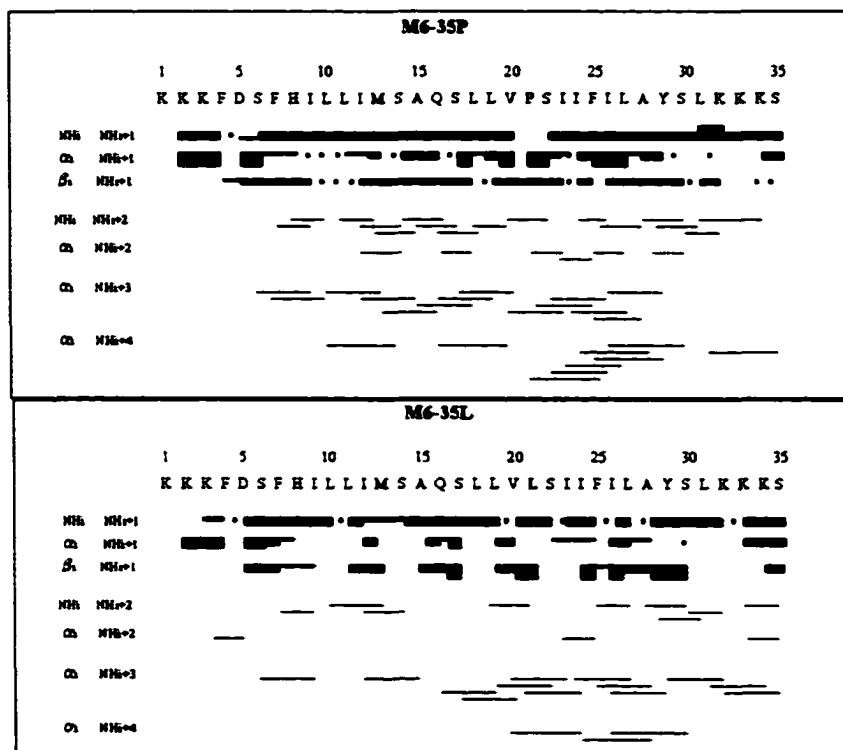 M6-35P
1 5 10 15 20 25 30 35
K K K F D S F H I L L I M S A Q S L L V P S I I F I L A Y S L K K K S
NHi NHi+1
αi NHi+1
βi NHi+1
NHi NHi+2
αi NHi+2
αi NHi+3
αi NHi+4
M6-35L
1 5 10 15 20 25 30 35
K K K F D S F H I L L I M S A Q S L L V L S I I F I L A Y S L K K K S
NHi NHi+1
αi NHi+1
βi NHi+1
NHi NHi+2
αi NHi+2
αi NHi+3
αi NHi+4